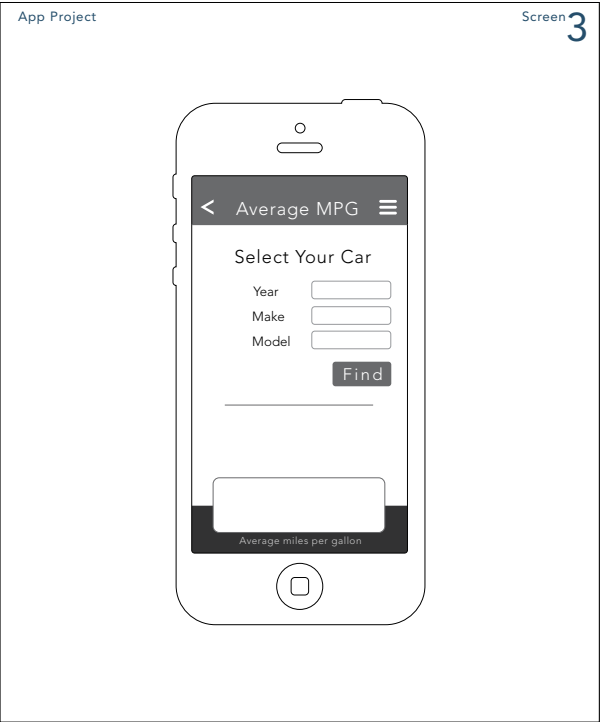 App Project
Screen 3
< Average MPG
Select Your Car
Year
Make
Model
Find
Average miles per gallon